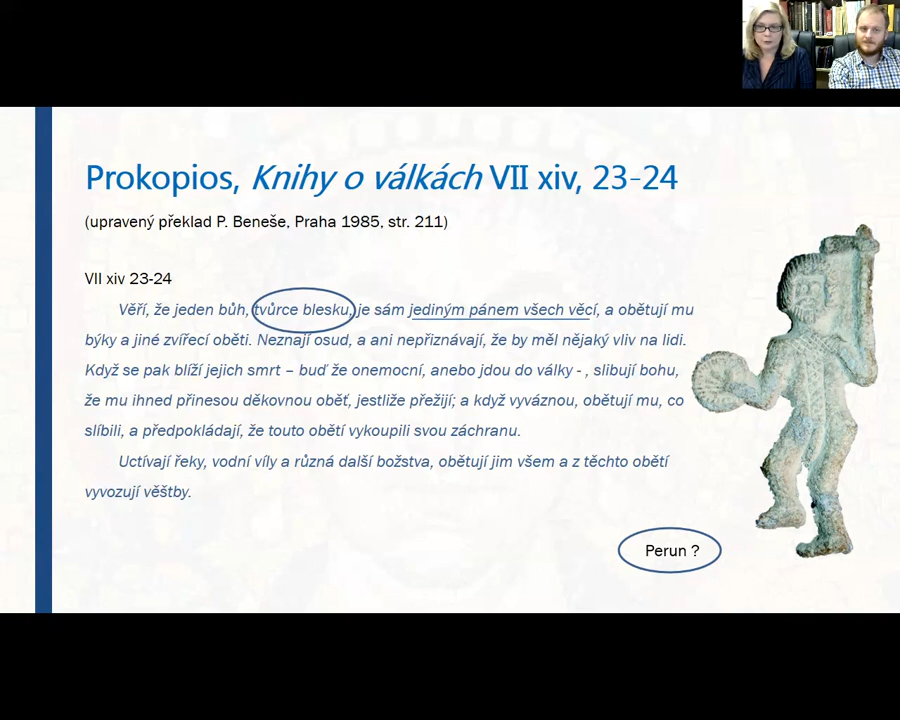 Prokopios, Knihy o válkách VII xiv, 23-24
(upravený překlad P. Beneše, Praha 1985, str. 211)
VII xiv 23-24
Věří, že jeden bůh, tvůrce blesku, je sám jediným pánem všech věcí, a obětují mu
býky a jiné zvířecí oběti. Neznají osud, a ani nepřiznávají, že by měl nějaký vliv na lidi.
Když se pak blíží jejich smrt – buď že onemocní, anebo jdou do války - , slibují bohu,
že mu ihned přinesou děkovnou oběť, jestliže přežijí; a když vyváznou, obětují mu, co
slíbili, a předpokládají, že touto obětí vykoupili svou záchranu.
Uctívají řeky, vodní víly a různá další božstva, obětují jim všem a z těchto obětí
vyvozují věštby.
Perun ?